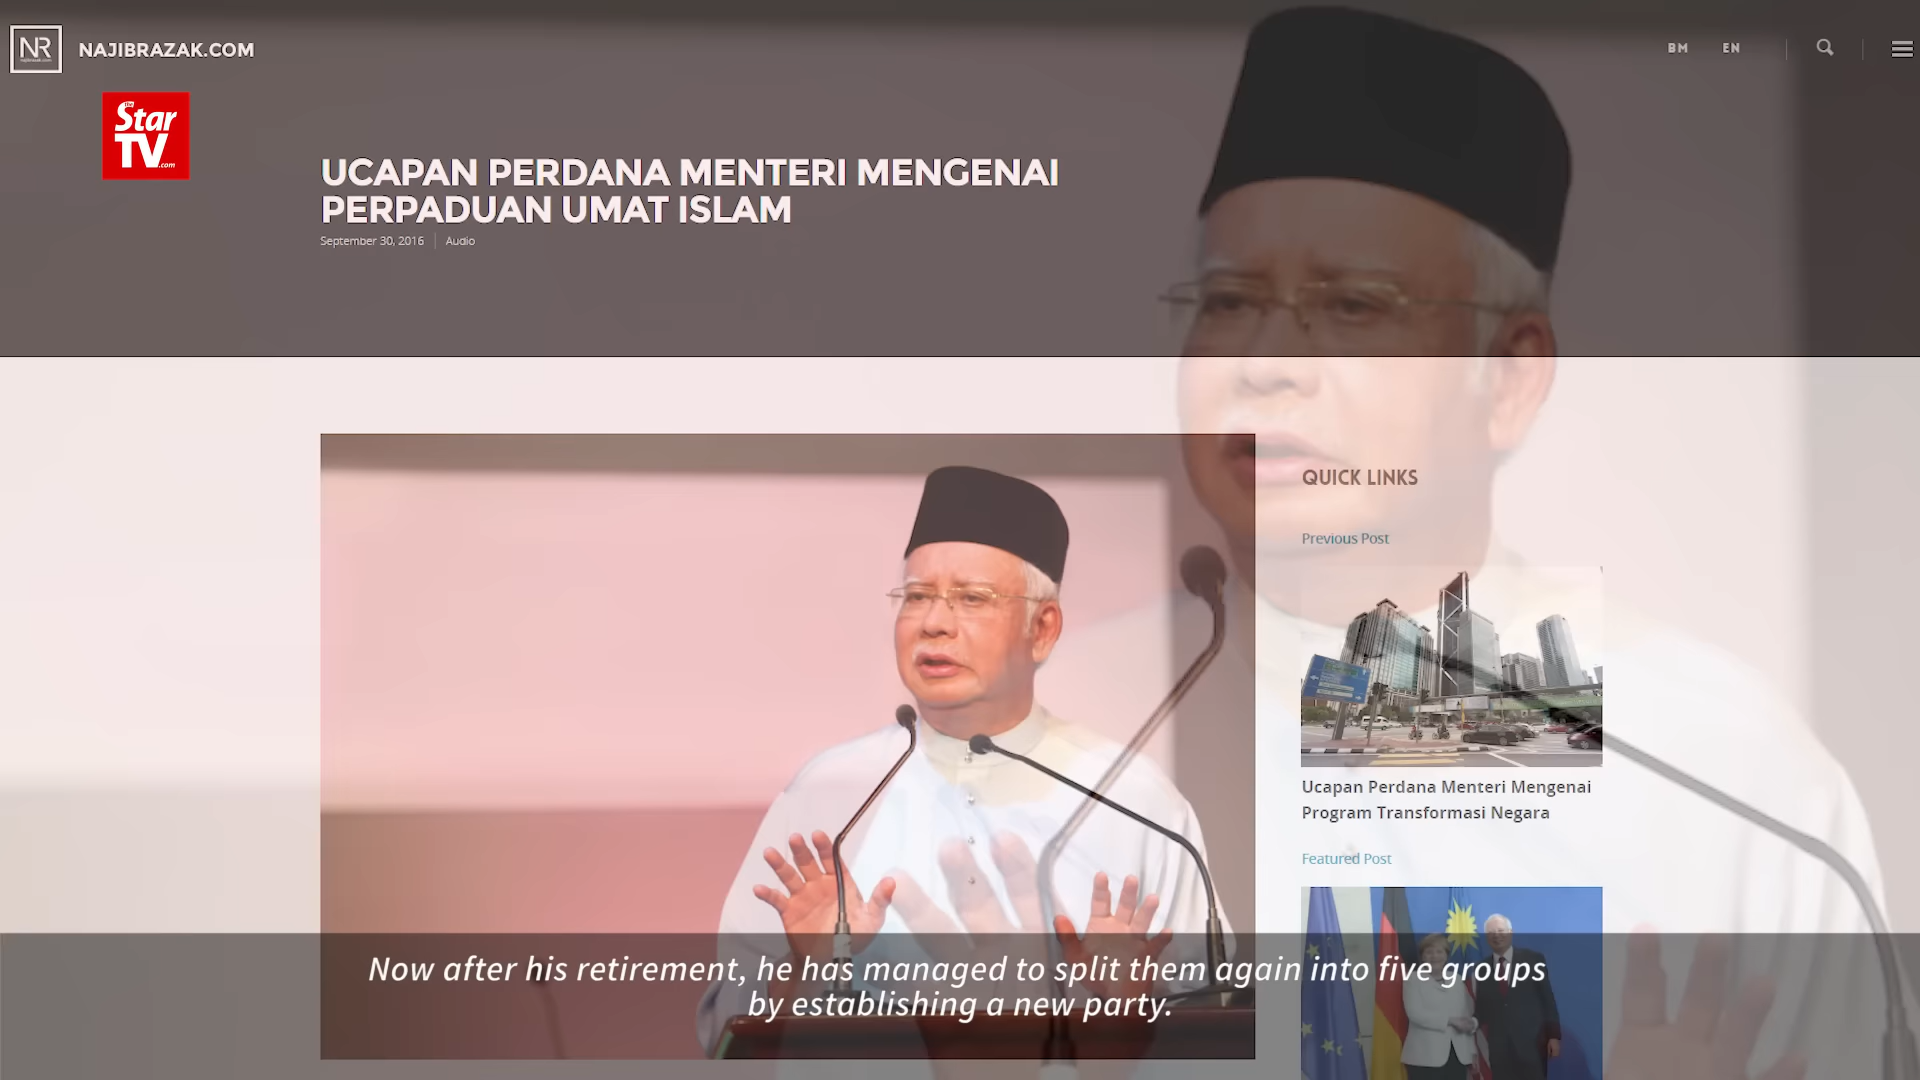 NR
NAJIBRAZAK.COM
BM
EN
The
Star
TV
.com
UCAPAN PERDANA MENTERI MENGENAI
PERPADUAN UMAT ISLAM
September 30, 2016
Audio
QUICK LINKS
Previous Post
Ucapan Perdana Menteri Mengenai
Program Transformasi Negara
Featured Post
Now after his retirement, he has managed to split them again into five groups
by establishing a new party.